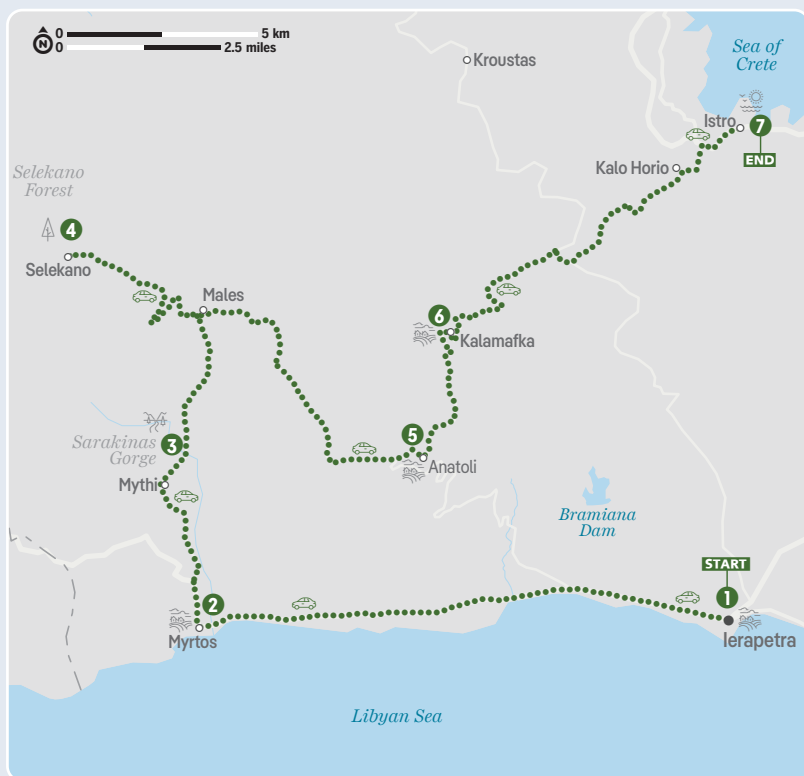 0
5 km
N
0
2.5 miles
Kroustas
Sea of
Crete
Istro
7
END
Kalo Horio
Selekano
Forest
4
Selekano
Males
6
Kalamafka
3
Sarakinas
Gorge
5
Anatoli
Mythi
Bramiana
Dam
START
1
2
Myrtos
Ierapetra
Libyan Sea